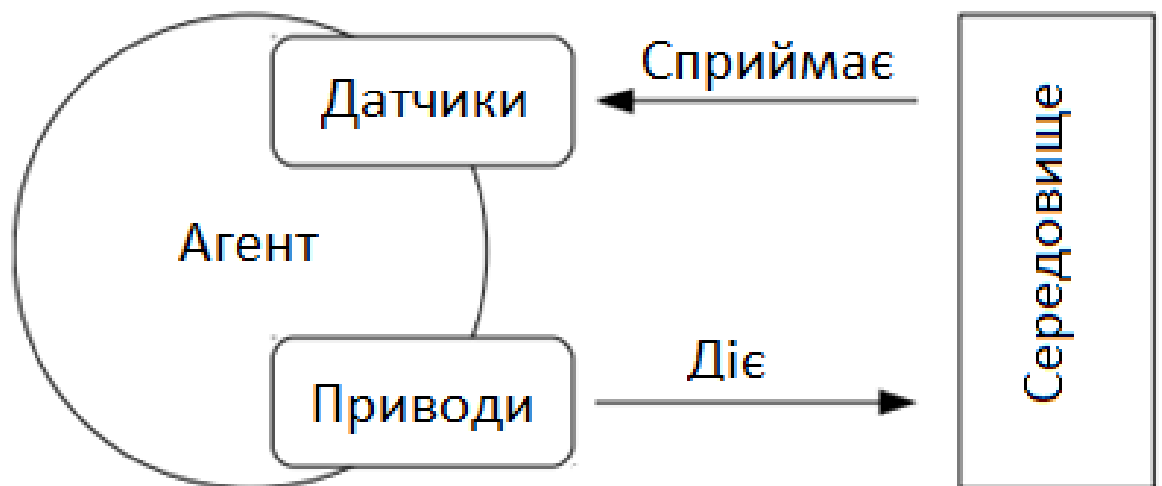 Датчики
Сприймає
Агент
Середовище
Діє
Приводи